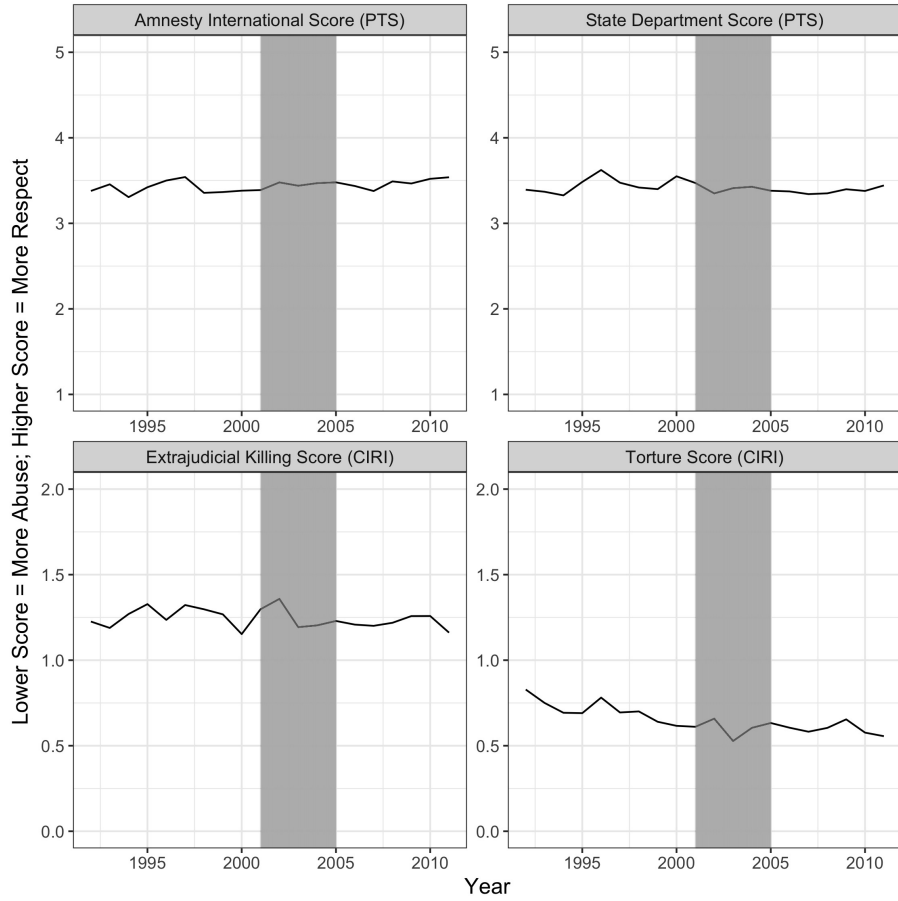 Amnesty International Score (PTS)
State Department Score (PTS)
5
4
3
2
1
1995 2000 2005 2010
5
4
3
2
1
1995 2000 2005 2010
Extrajudicial Killing Score (CIRI)
Torture Score (CIRI)
2.0
1.5
1.0
0.5
0.0
1995 2000 2005 2010
2.0
1.5
1.0
0.5
0.0
1995 2000 2005 2010
Lower Score = More Abuse; Higher Score = More Respect
Year